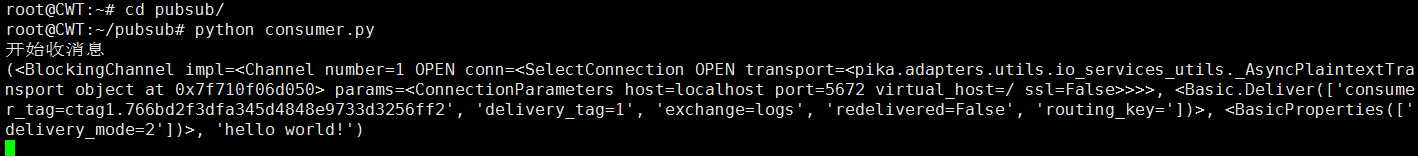 root@CWT:~# cd pubsub/
root@CWT:~/pubsub# python consumer.py
开始收消息
(<BlockingChannel impl=<Channel number=1 OPEN conn=<SelectConnection OPEN transport=<pika.adapters.utils.io_services_utils._AsyncPlaintextTra
nsport object at 0x7f710f06d050> params=<ConnectionParameters host=localhost port=5672 virtual_host=/ ssl=False>>>>, <Basic.Deliver(['consume
r_tag=ctag1.766bd2f3dfa345d4848e9733d3256ff2', 'delivery_tag=1', 'exchange=logs', 'redelivered=False', 'routing_key='])>, <BasicProperties(['
delivery_mode=2'])>, 'hello world!')